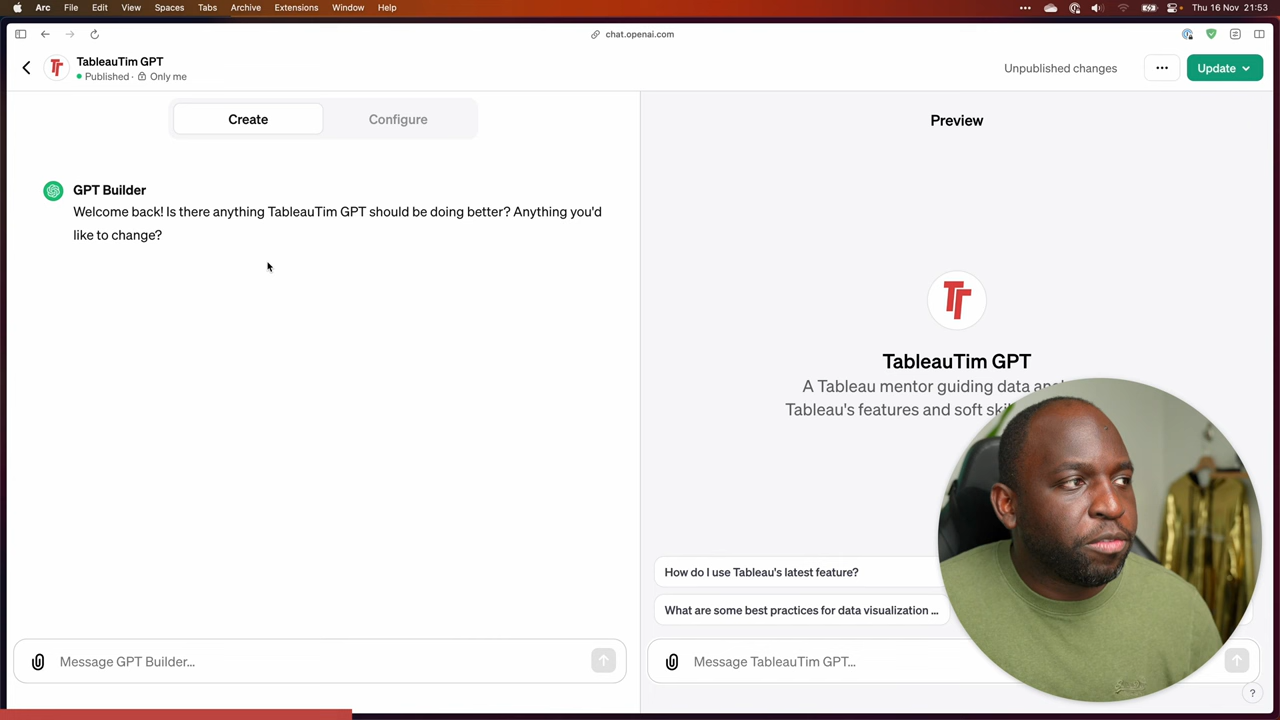 Arc File Edit View Spaces Tabs Archive Extensions Window Help Thu 16 Nov 21:53
chat.openai.com
TableauTim GPT
Published · Only me
Unpublished changes
Update
Create
Configure
Preview
GPT Builder
Welcome back! Is there anything TableauTim GPT should be doing better? Anything you'd
like to change?
TT
TableauTim GPT
A Tableau mentor guiding data
Tableau's features and soft
How do I use Tableau's latest feature?
What are some best practices for data visualization ...
Message GPT Builder...
Message TableauTim GPT...
?